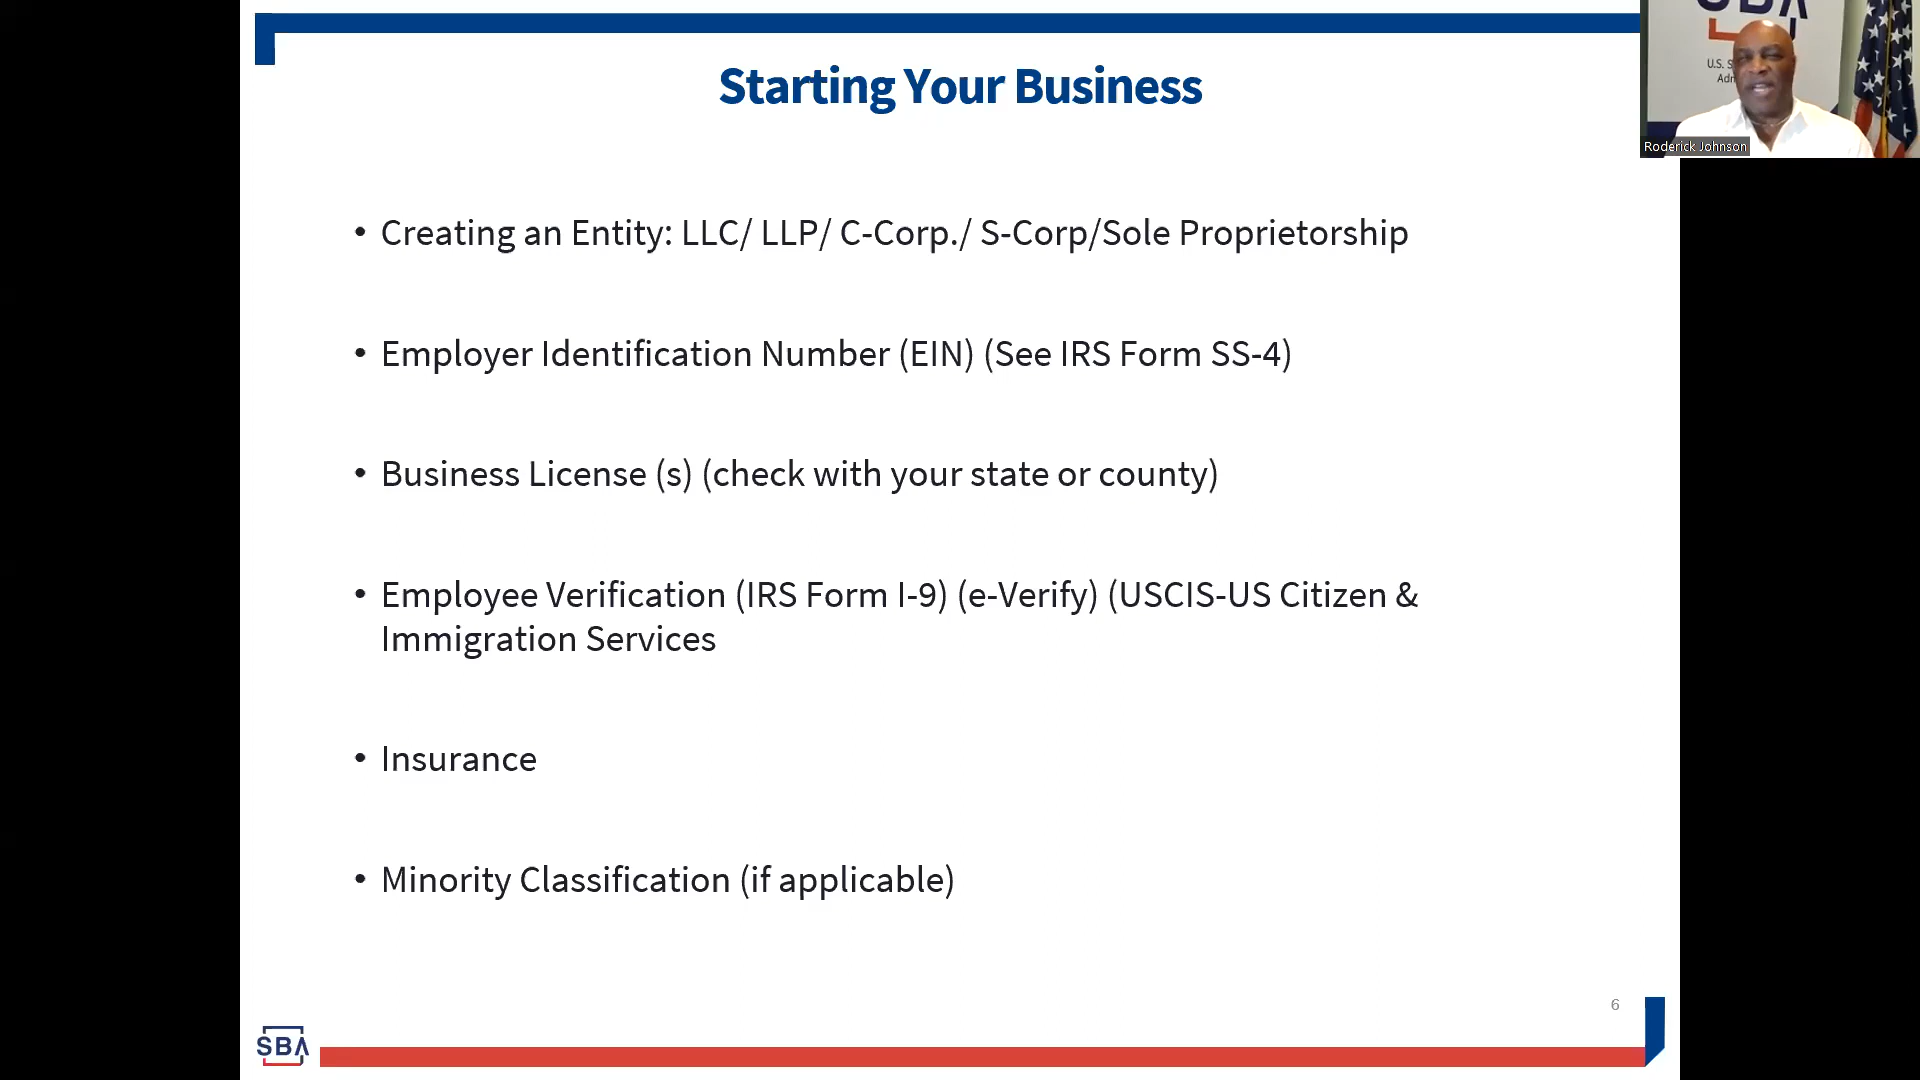 Starting Your Business
SBA
U.S. S
Adm
Roderick Johnson
• Creating an Entity: LLC/ LLP/ C-Corp./ S-Corp/Sole Proprietorship
• Employer Identification Number (EIN) (See IRS Form SS-4)
• Business License (s) (check with your state or county)
• Employee Verification (IRS Form I-9) (e-Verify) (USCIS-US Citizen &
Immigration Services
• Insurance
• Minority Classification (if applicable)
6
SBA